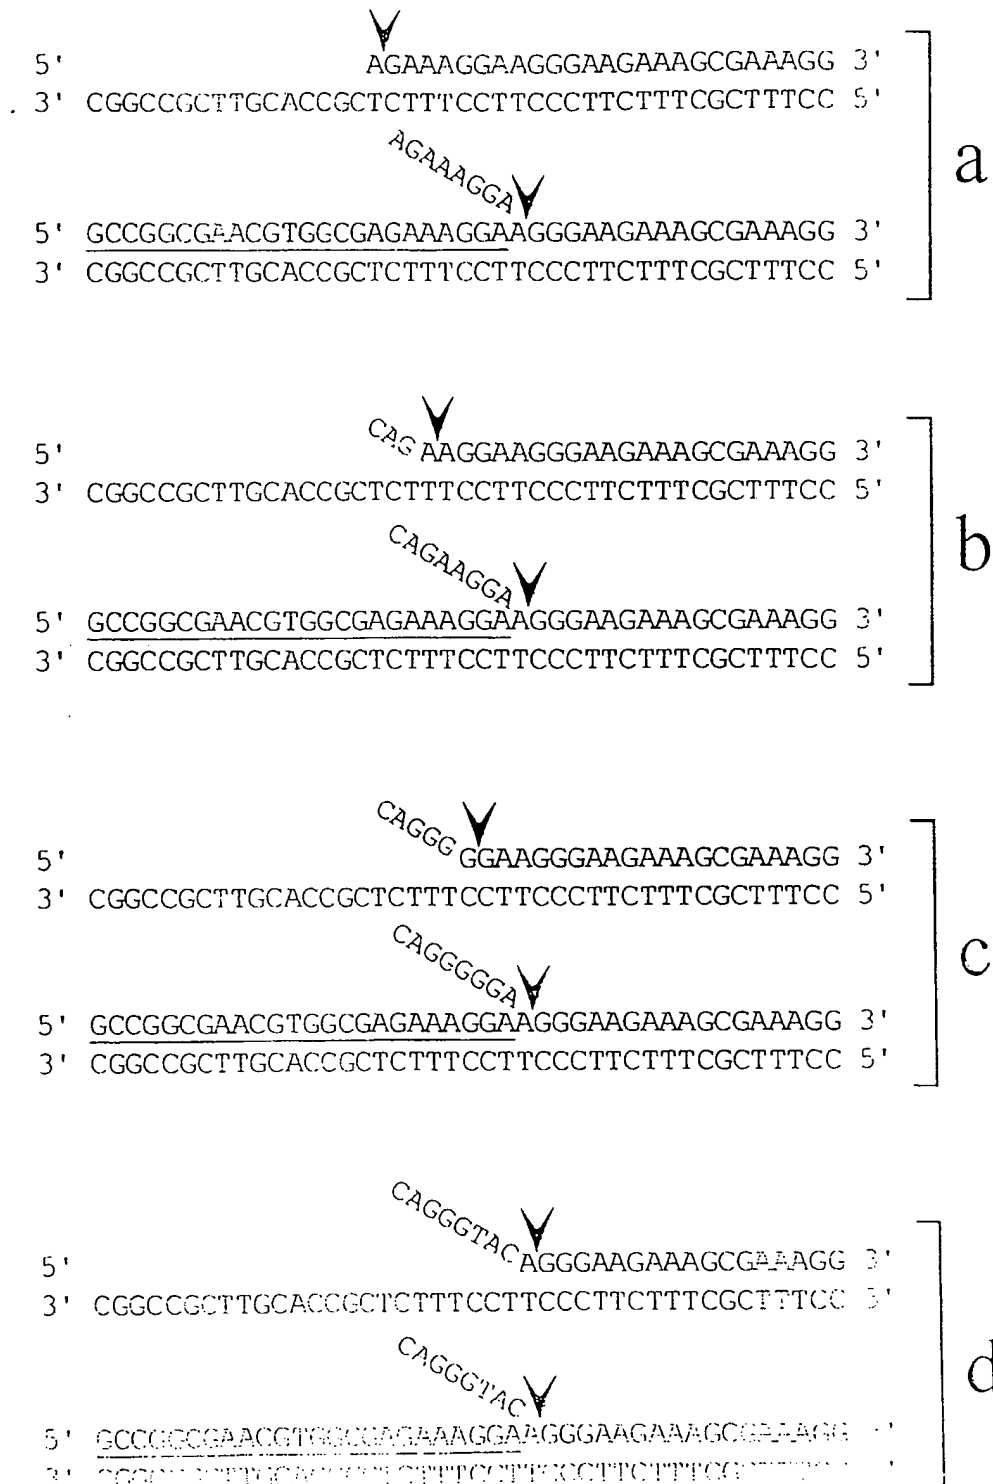 5' AGAAAGGAAGGGAAGAAAGCGAAAGG 3'
3' CGGCCGCTTGCACCGCTCTTTCCTTCCCTTCTTTCGCTTTCC 5'
AGAAAGGA
5' GCCGGCGAACGTGGCGAGAAAGGAAGGGAAGAAAGCGAAAGG 3'
3' CGGCCGCTTGCACCGCTCTTTCCTTCCCTTCTTTCGCTTTCC 5'
a
CAG
5' AAGGAAGGGAAGAAAGCGAAAGG 3'
3' CGGCCGCTTGCACCGCTCTTTCCTTCCCTTCTTTCGCTTTCC 5'
CAGAAGGA
5' GCCGGCGAACGTGGCGAGAAAGGAAGGGAAGAAAGCGAAAGG 3'
3' CGGCCGCTTGCACCGCTCTTTCCTTCCCTTCTTTCGCTTTCC 5'
b
CAGGG
5' GGAAGGGAAGAAAGCGAAAGG 3'
3' CGGCCGCTTGCACCGCTCTTTCCTTCCCTTCTTTCGCTTTCC 5'
CAGGGGGA
5' GCCGGCGAACGTGGCGAGAAAGGAAGGGAAGAAAGCGAAAGG 3'
3' CGGCCGCTTGCACCGCTCTTTCCTTCCCTTCTTTCGCTTTCC 5'
c
CAGGGTAC
5' AGGGAAGAAAGCGAAAGG 3'
3' CGGCCGCTTGCACCGCTCTTTCCTTCCCTTCTTTCGCTTTCC 5'
CAGGGTAC
5' GCCGGCGAACGTGGCGAGAAAGGAAGGGAAGAAAGCGAAAGG
d